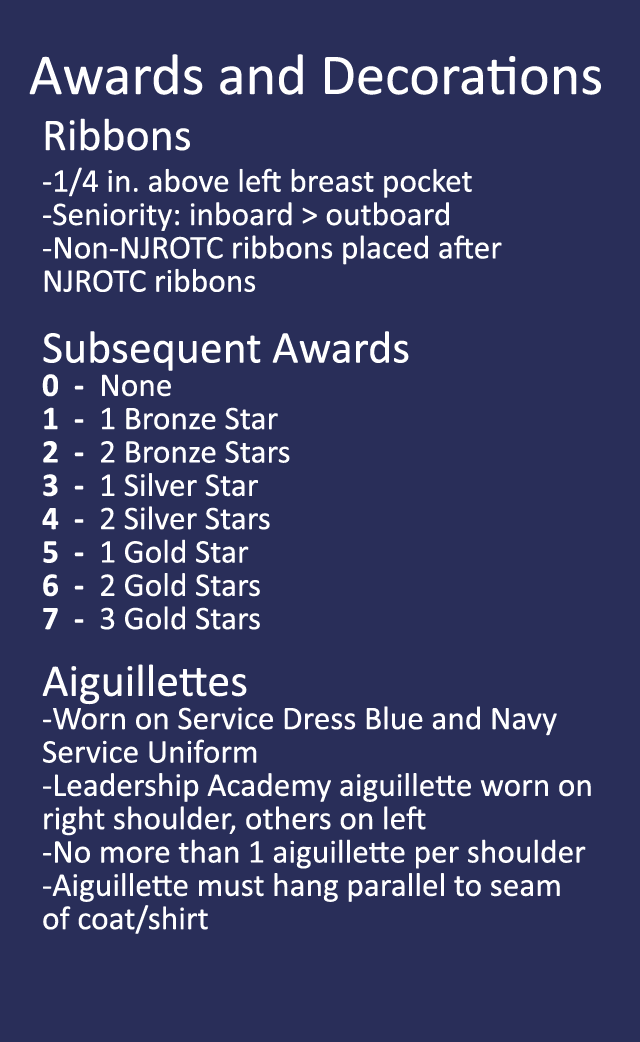 Awards and Decorations
Ribbons
-1/4 in. above left breast pocket
-Seniority: inboard > outboard
-Non-NJROTC ribbons placed after
NJROTC ribbons
Subsequent Awards
0 - None
1 - 1 Bronze Star
2 - 2 Bronze Stars
3 - 1 Silver Star
4 - 2 Silver Stars
5 - 1 Gold Star
6 - 2 Gold Stars
7 - 3 Gold Stars
Aiguillettes
-Worn on Service Dress Blue and Navy
Service Uniform
-Leadership Academy aiguillette worn on
right shoulder, others on left
-No more than 1 aiguillette per shoulder
-Aiguillette must hang parallel to seam
of coat/shirt